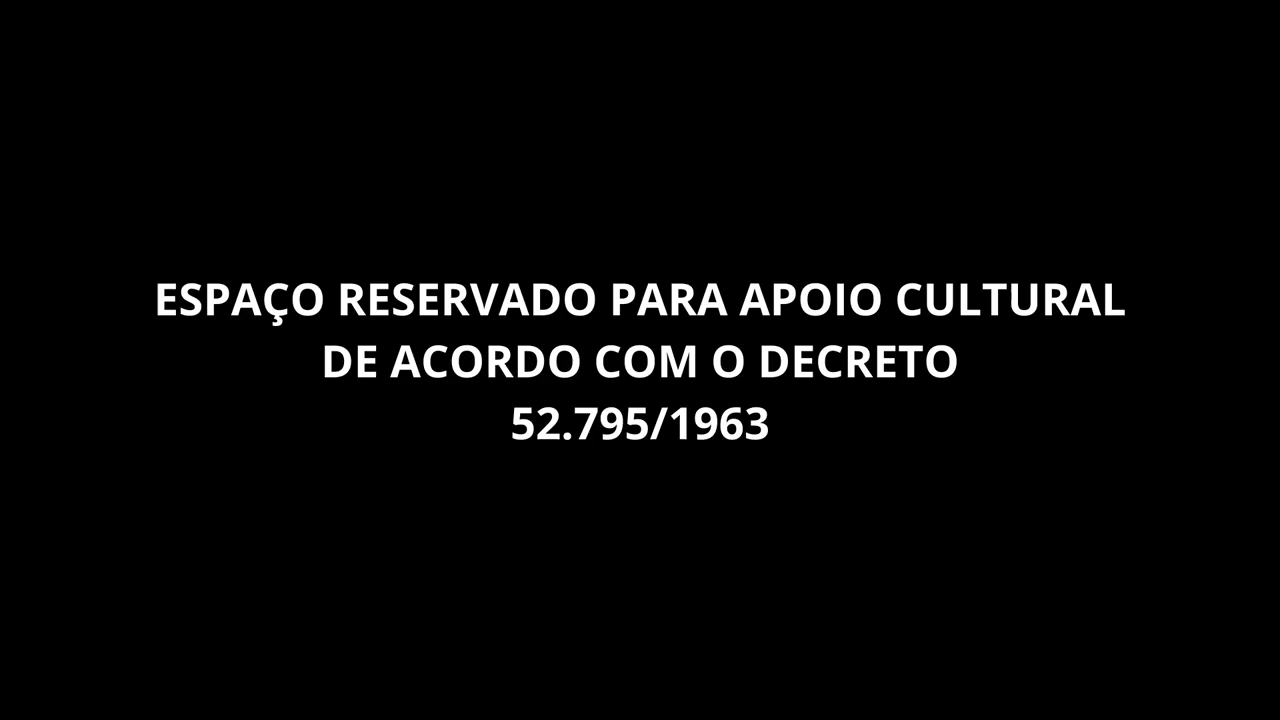 ESPAÇO RESERVADO PARA APOIO CULTURAL
DE ACORDO COM O DECRETO
52.795/1963